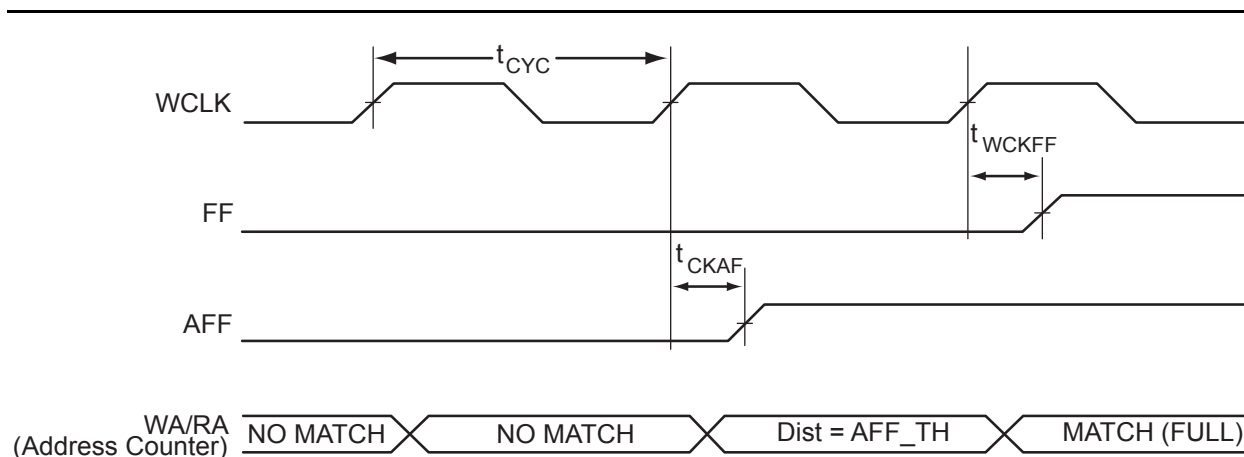 tCYC
WCLK
tWCKFF
FF
tCKAF
AFF
WA/RA
(Address Counter)
NO MATCH
NO MATCH
Dist = AFF_TH
MATCH (FULL)